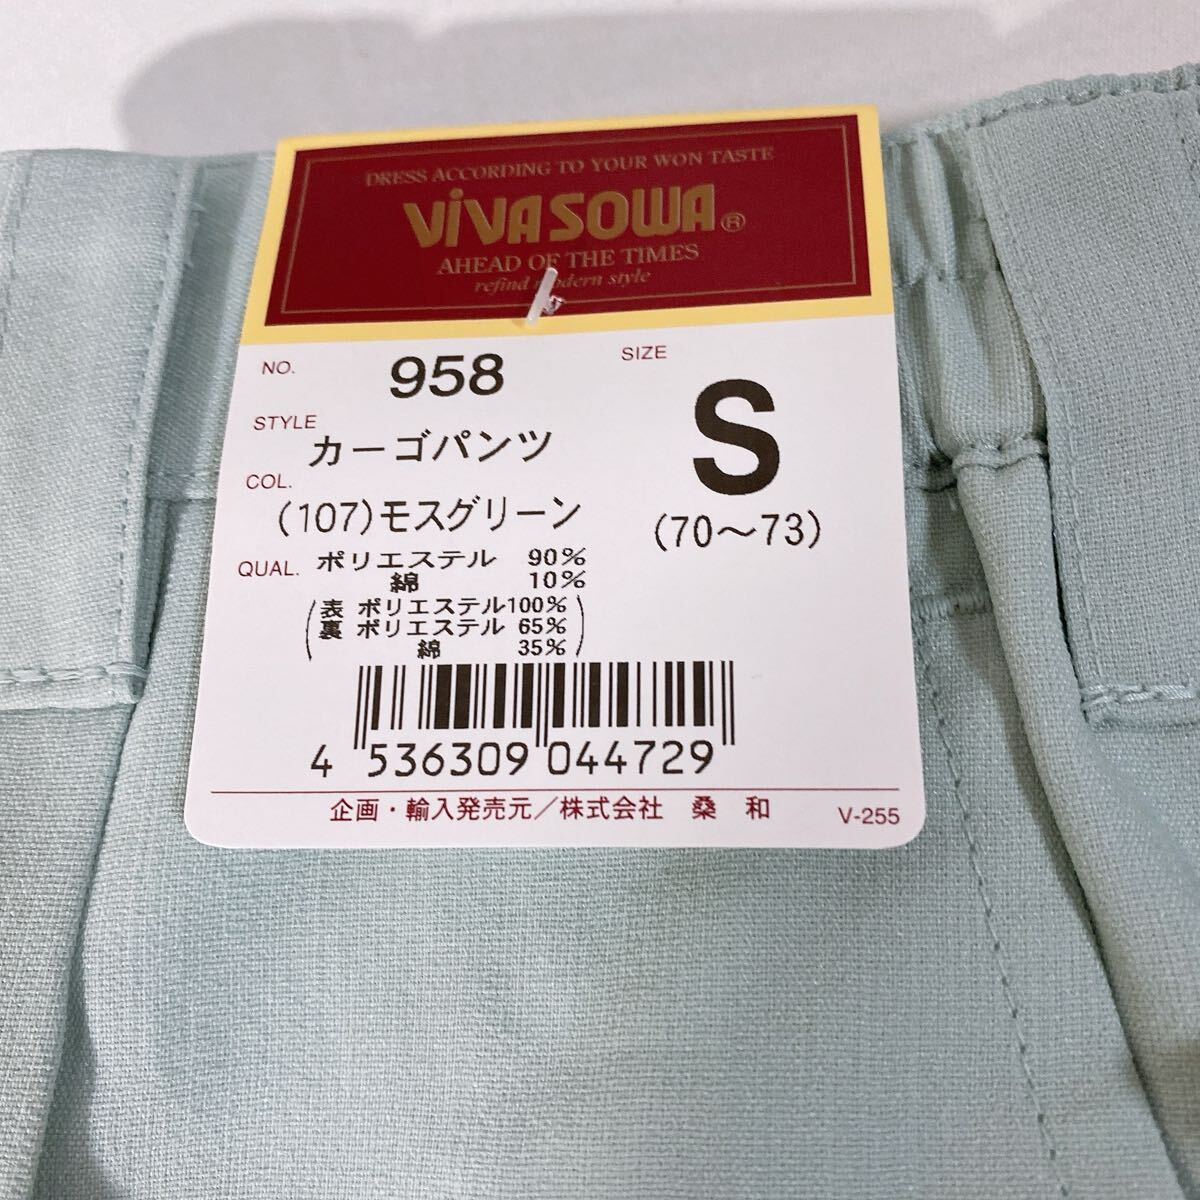 DRESS ACCORDING TO YOUR WON TASTE
ViVASOWA®
AHEAD OF THE TIMES
refind modern style
NO. 958
SIZE S
(70〜73)
STYLE カーゴパンツ
COL. (107)モスグリーン
QUAL. ポリエステル 90%
綿 10%
(表 ポリエステル100%
裏 ポリエステル 65%
綿 35%)
4 536309 044729
企画・輸入発売元/株式会社 桑 和
V-255